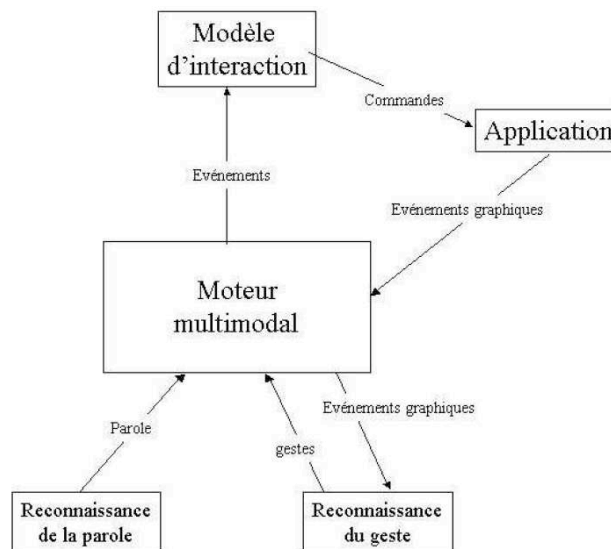 Modèle
d'interaction
Commandes
Application
Evénements
Evénements graphiques
Moteur
multimodal
Parole
gestes
Evénements graphiques
Reconnaissance
de la parole
Reconnaissance
du geste